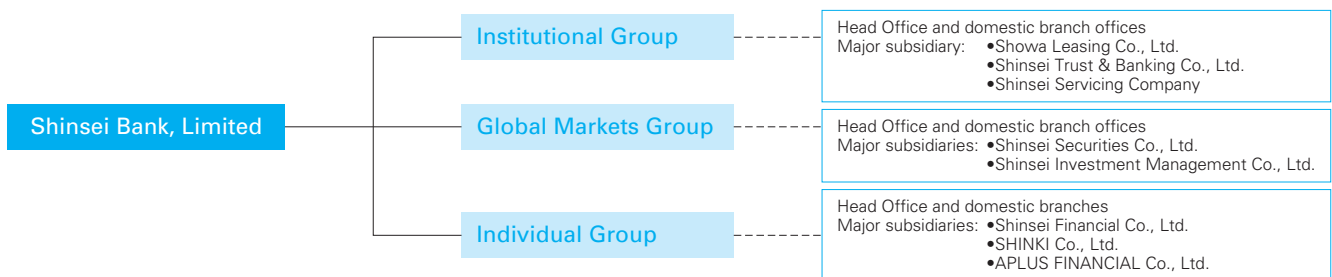 Shinsei Bank, Limited
Institutional Group
Head Office and domestic branch offices
Major subsidiary: •Showa Leasing Co., Ltd.
•Shinsei Trust & Banking Co., Ltd.
•Shinsei Servicing Company
Global Markets Group
Head Office and domestic branch offices
Major subsidiaries: •Shinsei Securities Co., Ltd.
•Shinsei Investment Management Co., Ltd.
Individual Group
Head Office and domestic branches
Major subsidiaries: •Shinsei Financial Co., Ltd.
•SHINKI Co., Ltd.
•APLUS FINANCIAL Co., Ltd.